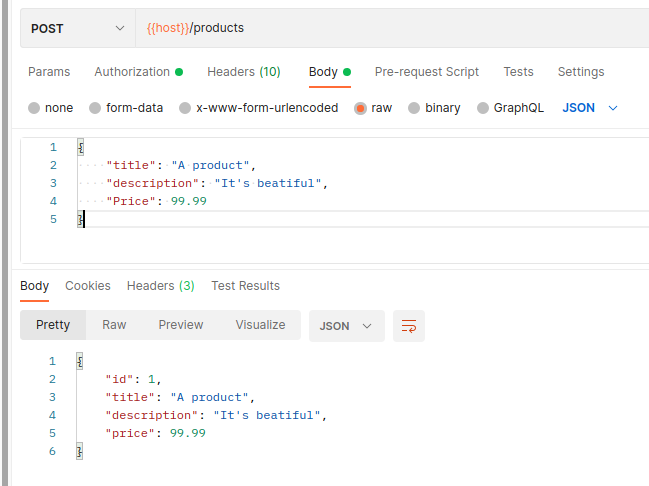 POST {{host}}/products
Params Authorization Headers (10) Body Pre-request Script Tests Settings
none form-data x-www-form-urlencoded raw binary GraphQL JSON
1 {
2 "title": "A product",
3 "description": "It's beatiful",
4 "Price": 99.99
5 }
Body Cookies Headers (3) Test Results
Pretty Raw Preview Visualize JSON
1 {
2 "id": 1,
3 "title": "A product",
4 "description": "It's beatiful",
5 "price": 99.99
6 }